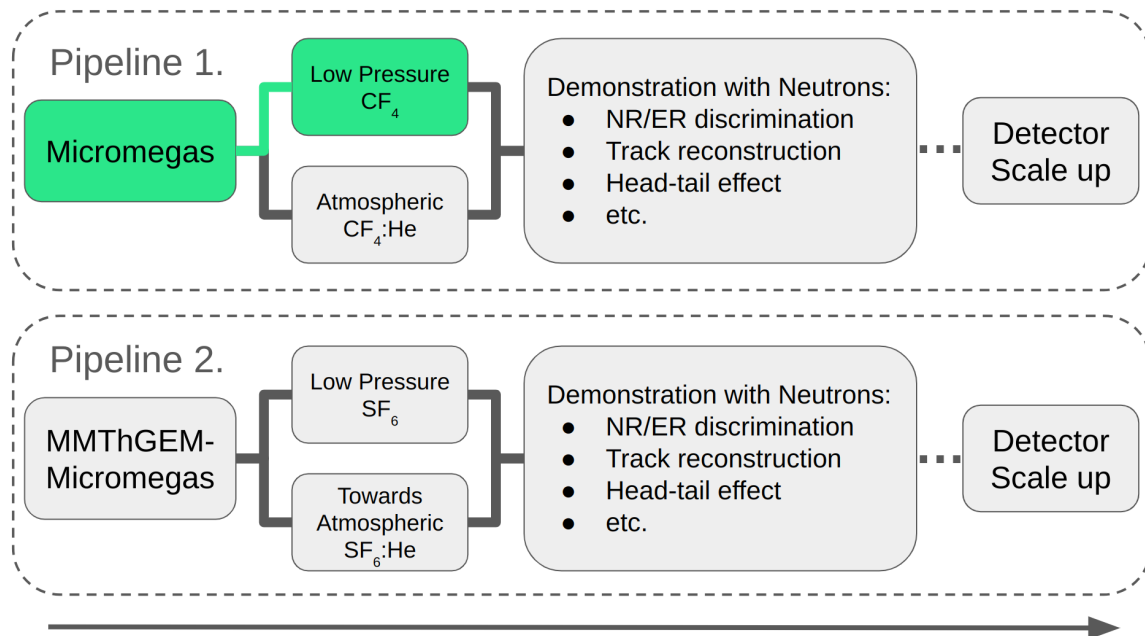 Pipeline 1.
Micromegas
Low Pressure
CF₄
Atmospheric
CF₄:He
Demonstration with Neutrons:
● NR/ER discrimination
● Track reconstruction
● Head-tail effect
● etc.
Detector
Scale up
Pipeline 2.
MMThGEM-
Micromegas
Low Pressure
SF₆
Towards
Atmospheric
SF₆:He
Demonstration with Neutrons:
● NR/ER discrimination
● Track reconstruction
● Head-tail effect
● etc.
Detector
Scale up